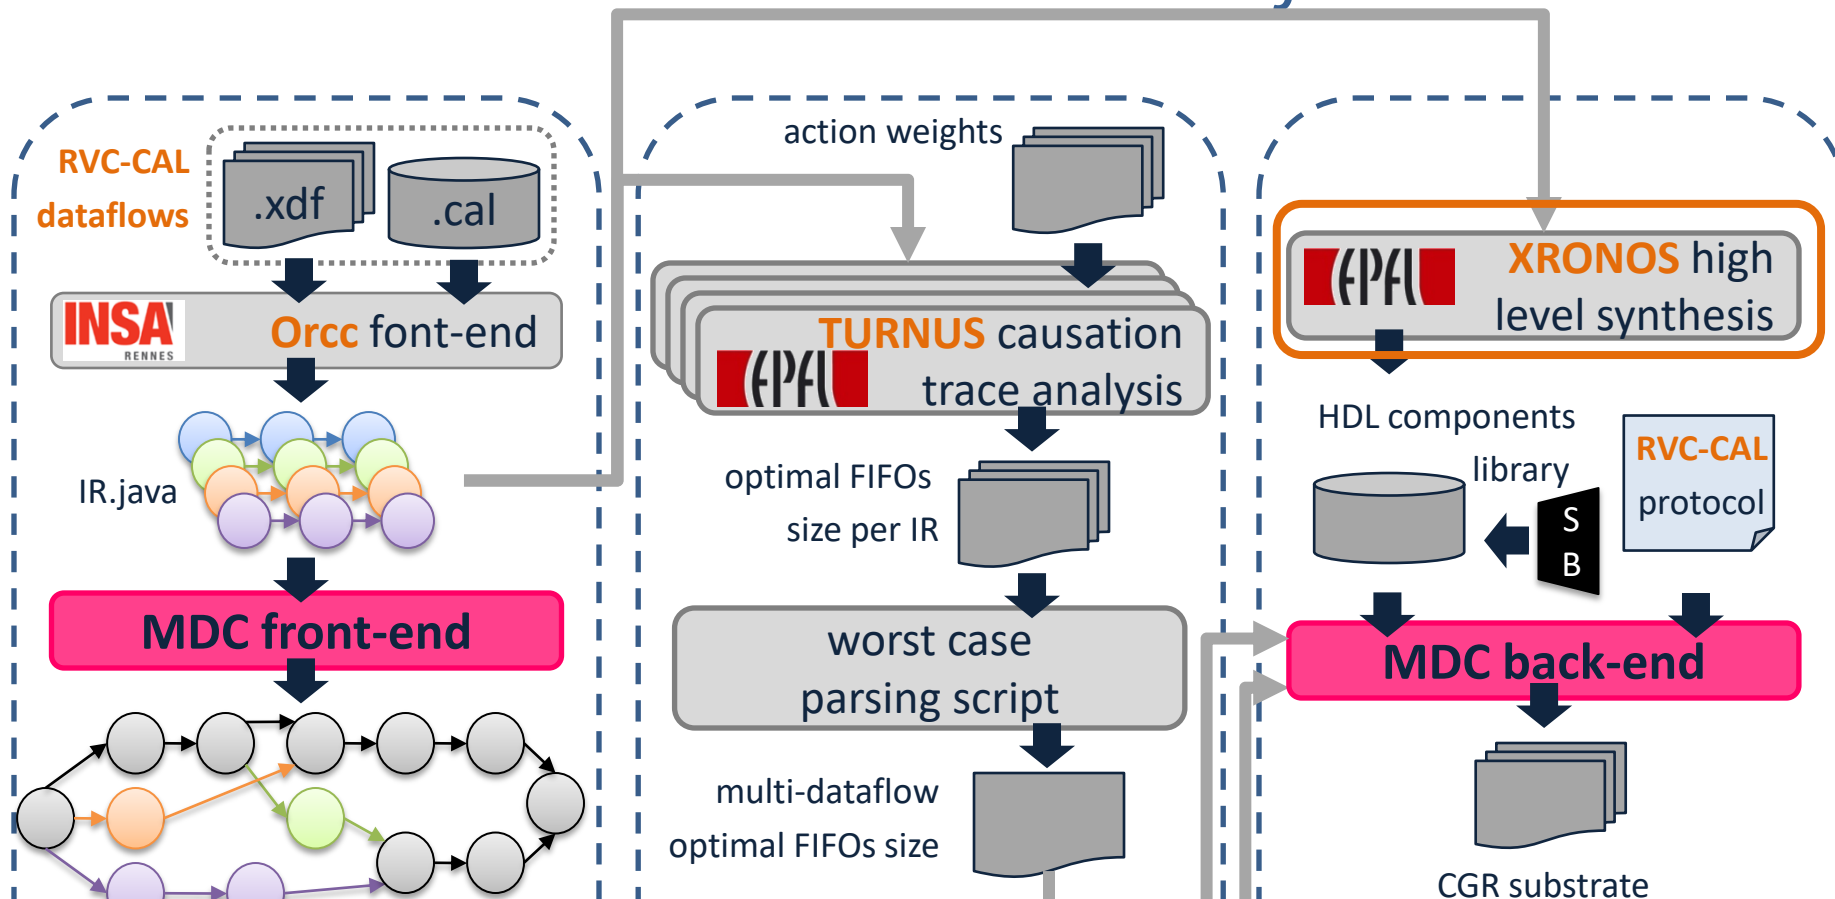 RVC-CAL
dataflows
.xdf
.cal
INSA
RENNES
Orcc font-end
IR.java
MDC front-end
action weights
TURNUS causation
trace analysis
EPFL
optimal FIFOs
size per IR
worst case
parsing script
multi-dataflow
optimal FIFOs size
EPFL
XRONOS high
level synthesis
HDL components
library
S
B
RVC-CAL
protocol
MDC back-end
CGR substrate